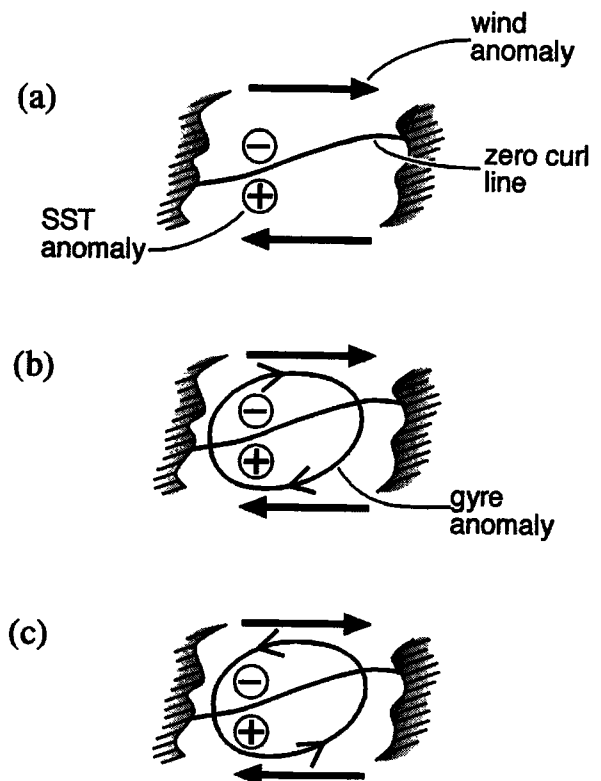 wind
anomaly
(a)
−
zero curl
line
+
SST
anomaly
(b)
−
+
gyre
anomaly
(c)
−
+